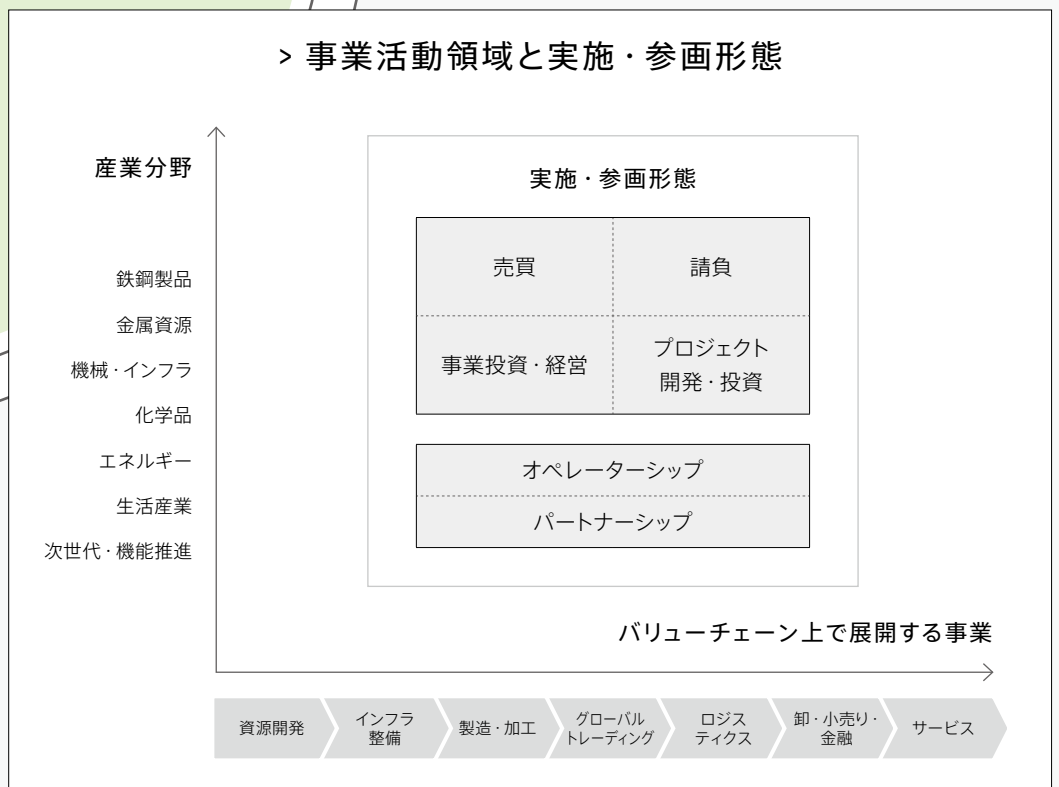 > 事業活動領域と実施・参画形態
産業分野
鉄鋼製品
金属資源
機械・インフラ
化学品
エネルギー
生活産業
次世代・機能推進
実施・参画形態
売買
請負
事業投資・経営
プロジェクト
開発・投資
オペレーターシップ
パートナーシップ
バリューチェーン上で展開する事業
資源開発
インフラ
整備
製造・加工
グローバル
トレーディング
ロジス
ティクス
卸・小売り・
金融
サービス